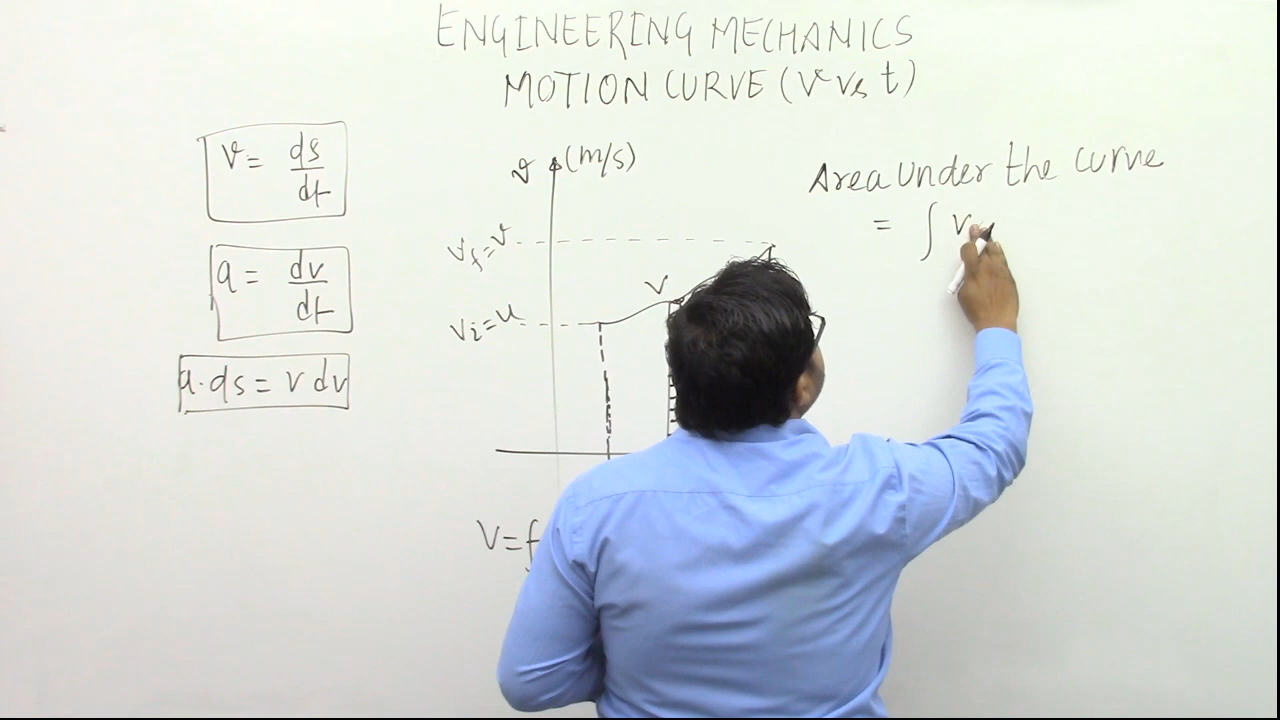 ENGINEERING MECHANICS
MOTION CURVE (v vs t)
v = ds/dt
a = dv/dt
a. ds = v dv
v (m/s)
Vf = v
Vi = u
V
V = f
Area Under the curve
= ∫ v